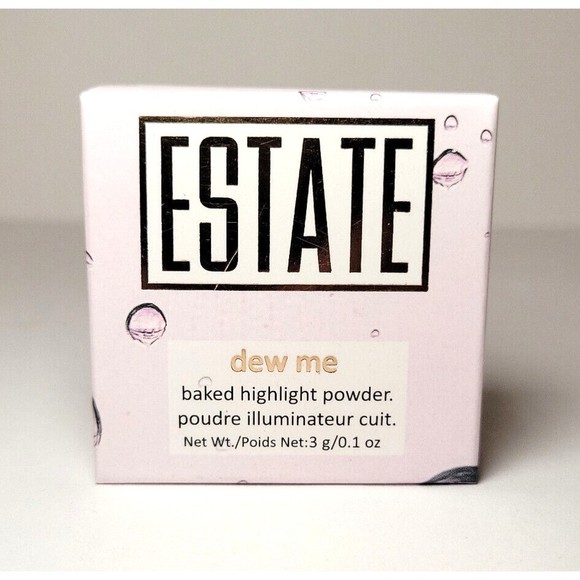 ESTATE
dew me
baked highlight powder.
poudre illuminateur cuit.
Net Wt./Poids Net:3 g/0.1 oz